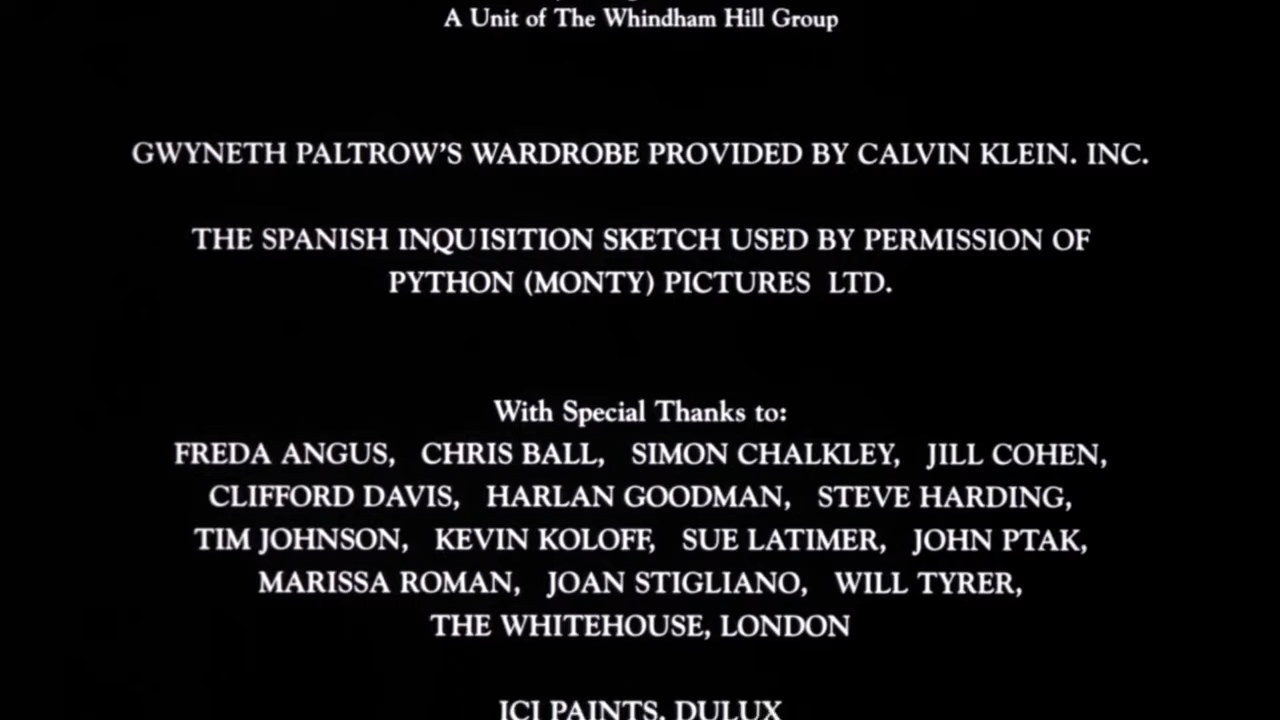 A Unit of The Whindham Hill Group
GWYNETH PALTROW'S WARDROBE PROVIDED BY CALVIN KLEIN. INC.
THE SPANISH INQUISITION SKETCH USED BY PERMISSION OF
PYTHON (MONTY) PICTURES LTD.
With Special Thanks to:
FREDA ANGUS, CHRIS BALL, SIMON CHALKLEY, JILL COHEN,
CLIFFORD DAVIS, HARLAN GOODMAN, STEVE HARDING,
TIM JOHNSON, KEVIN KOLOFF, SUE LATIMER, JOHN PTAK,
MARISSA ROMAN, JOAN STIGLIANO, WILL TYRER,
THE WHITEHOUSE, LONDON
ICI PAINTS, DULUX